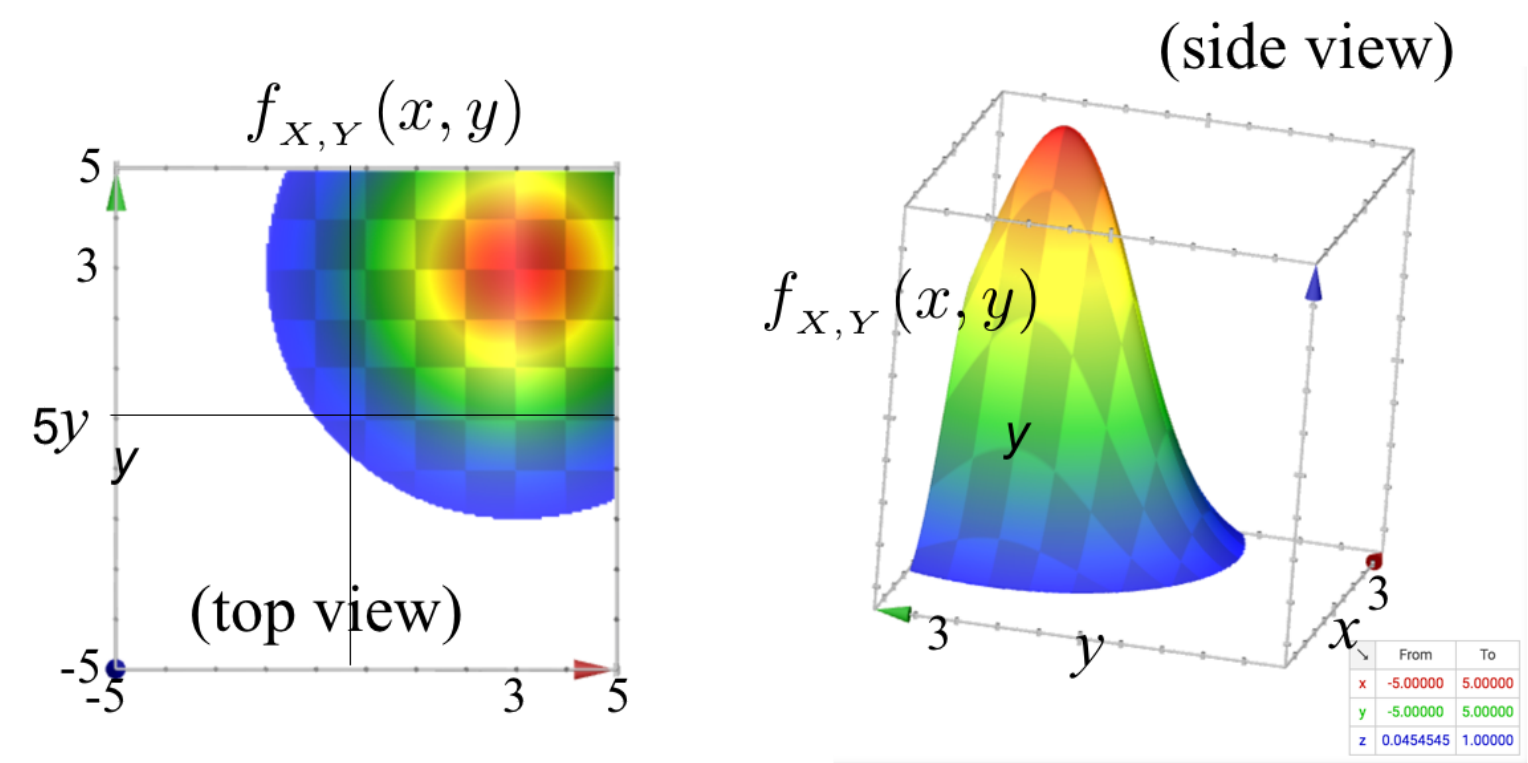 (side view)
f_{X,Y}(x, y)
5
3
f_{X,Y}(x, y)
5y
y
y
(top view)
-5
-5
3
5
3
y
3
x
↘ From To
x -5.00000 5.00000
y -5.00000 5.00000
z 0.0454545 1.00000